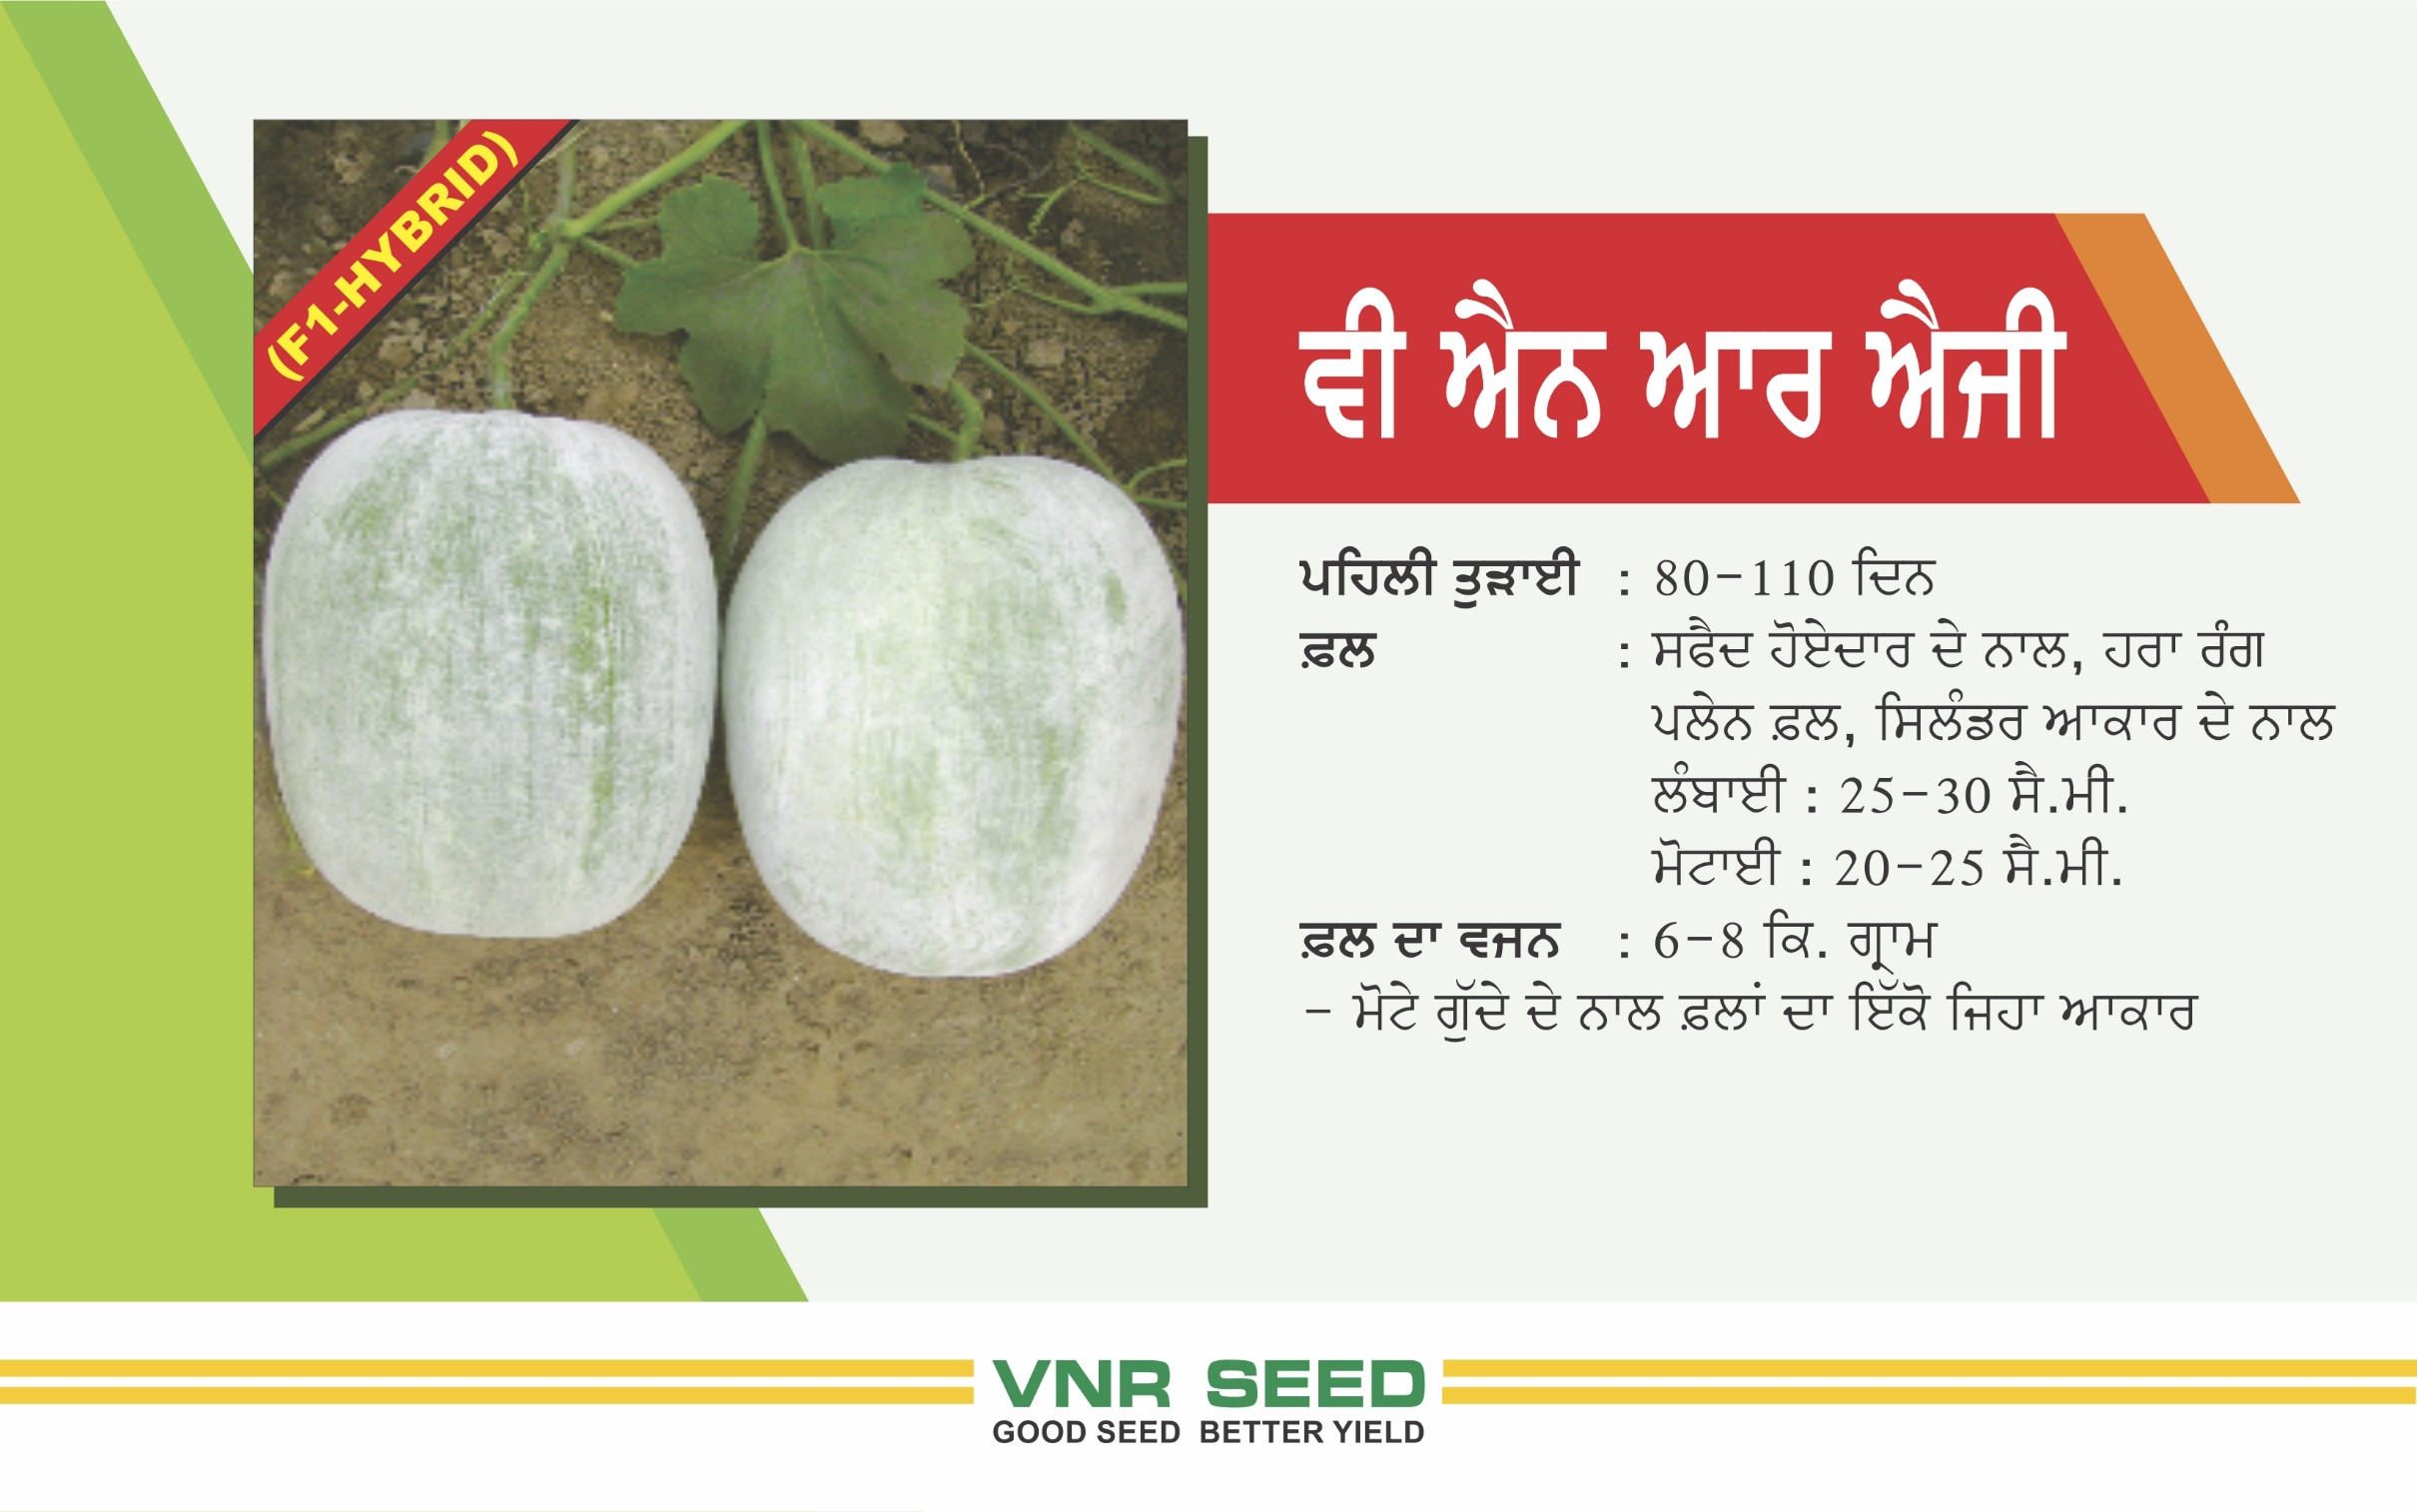 (F1-HYBRID))
ਵੀ ਐਨ ਆਰ ਐਜੀ
ਪਹਿਲੀ ਤੁੜਾਈ : 80-110 ਦਿਨ
ਫ਼ਲ : ਸਫੈਦ ਹੋਏਦਾਰ ਦੇ ਨਾਲ, ਹਰਾ ਰੰਗ
ਪਲੇਨ ਫ਼ਲ, ਸਿਲੰਡਰ ਆਕਾਰ ਦੇ ਨਾਲ
ਲੰਬਾਈ : 25-30 ਸੈ.ਮੀ.
ਮੋਟਾਈ : 20-25 ਸੈ.ਮੀ.
ਫ਼ਲ ਦਾ ਵਜਨ : 6-8 ਕਿ. ਗ੍ਰਾਮ
- ਮੋਟੇ ਗੁੱਦੇ ਦੇ ਨਾਲ ਫ਼ਲਾਂ ਦਾ ਇੱਕੋ ਜਿਹਾ ਆਕਾਰ
VNR SEED
GOOD SEED BETTER YIELD